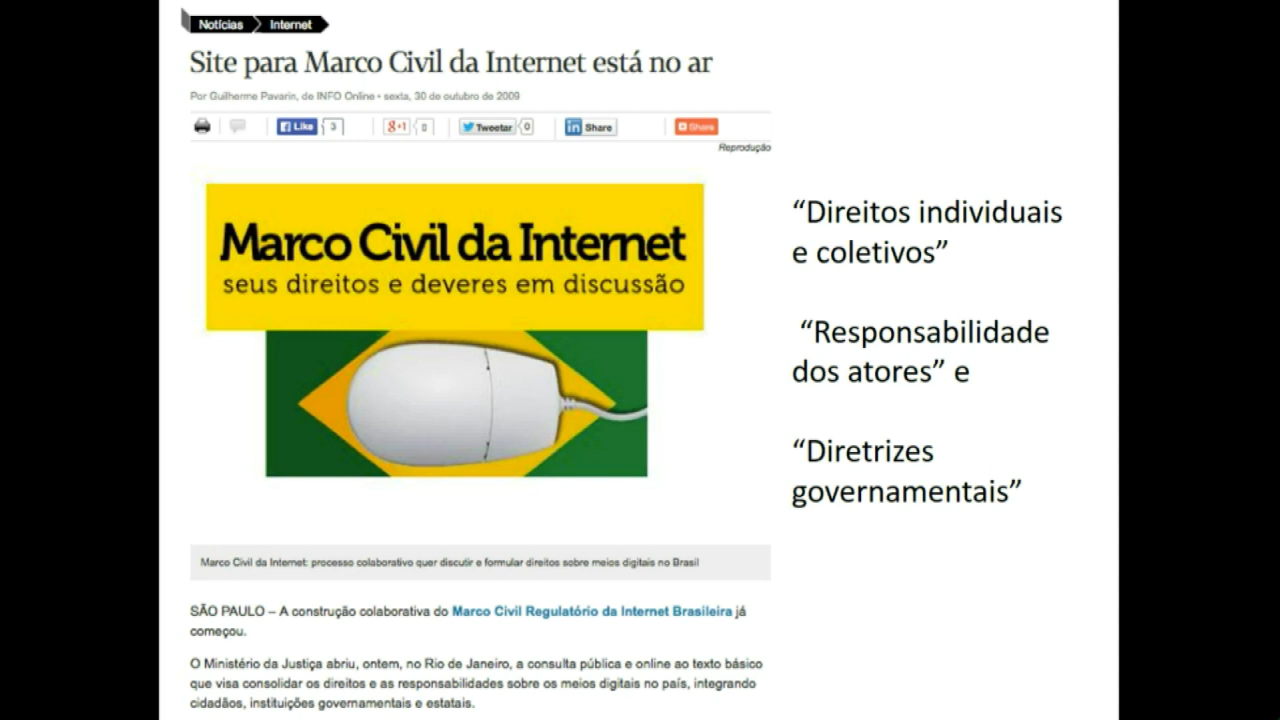 Notícias
Internet
Site para Marco Civil da Internet está no ar
Por Guilherme Pavarin, de INFO Online • sexta, 30 de outubro de 2009
Like 3
g+1 0
Tweetar 0
in Share
Share
Reprodução
Marco Civil da Internet
seus direitos e deveres em discussão
Marco Civil da Internet: processo colaborativo quer discutir e formular direitos sobre meios digitais no Brasil
SÃO PAULO – A construção colaborativa do Marco Civil Regulatório da Internet Brasileira já
começou.
O Ministério da Justiça abriu, ontem, no Rio de Janeiro, a consulta pública e online ao texto básico
que visa consolidar os direitos e as responsabilidades sobre os meios digitais no país, integrando
cidadãos, instituições governamentais e estatais.
“Direitos individuais
e coletivos”
“Responsabilidade
dos atores” e
“Diretrizes
governamentais”